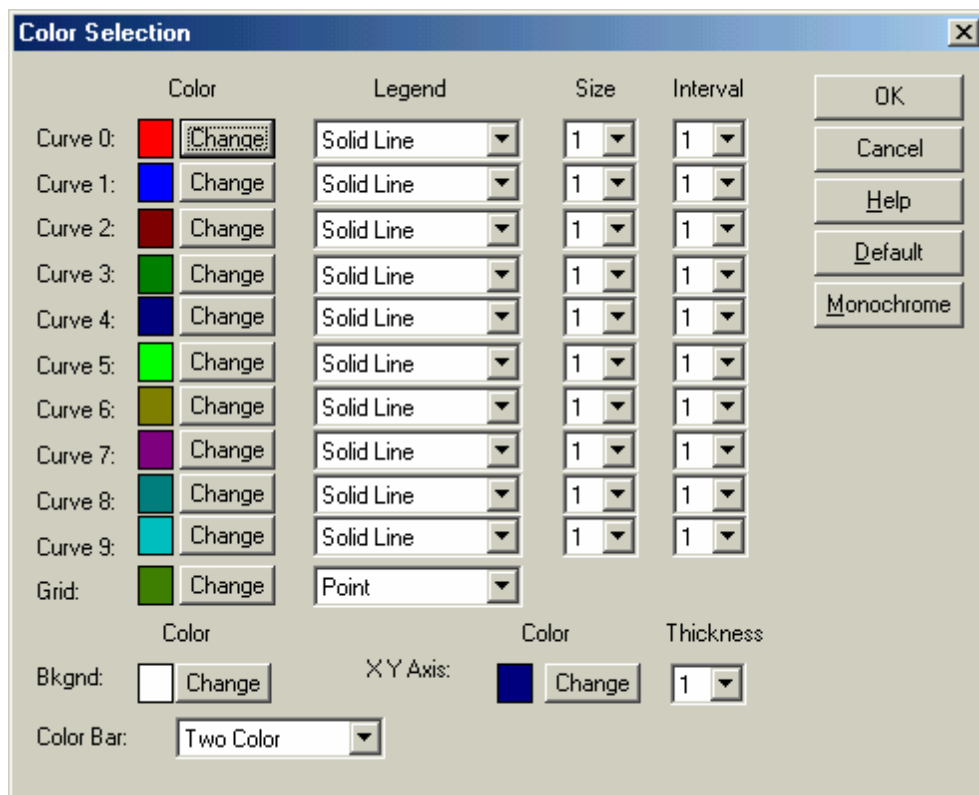 Color Selection
Color Legend Size Interval
OK
Curve 0: Change Solid Line 1 1
Cancel
Curve 1: Change Solid Line 1 1
Help
Curve 2: Change Solid Line 1 1
Default
Curve 3: Change Solid Line 1 1
Monochrome
Curve 4: Change Solid Line 1 1
Curve 5: Change Solid Line 1 1
Curve 6: Change Solid Line 1 1
Curve 7: Change Solid Line 1 1
Curve 8: Change Solid Line 1 1
Curve 9: Change Solid Line 1 1
Grid: Change Point
Color Color Thickness
Bkgnd: Change X Y Axis: Change 1
Color Bar: Two Color